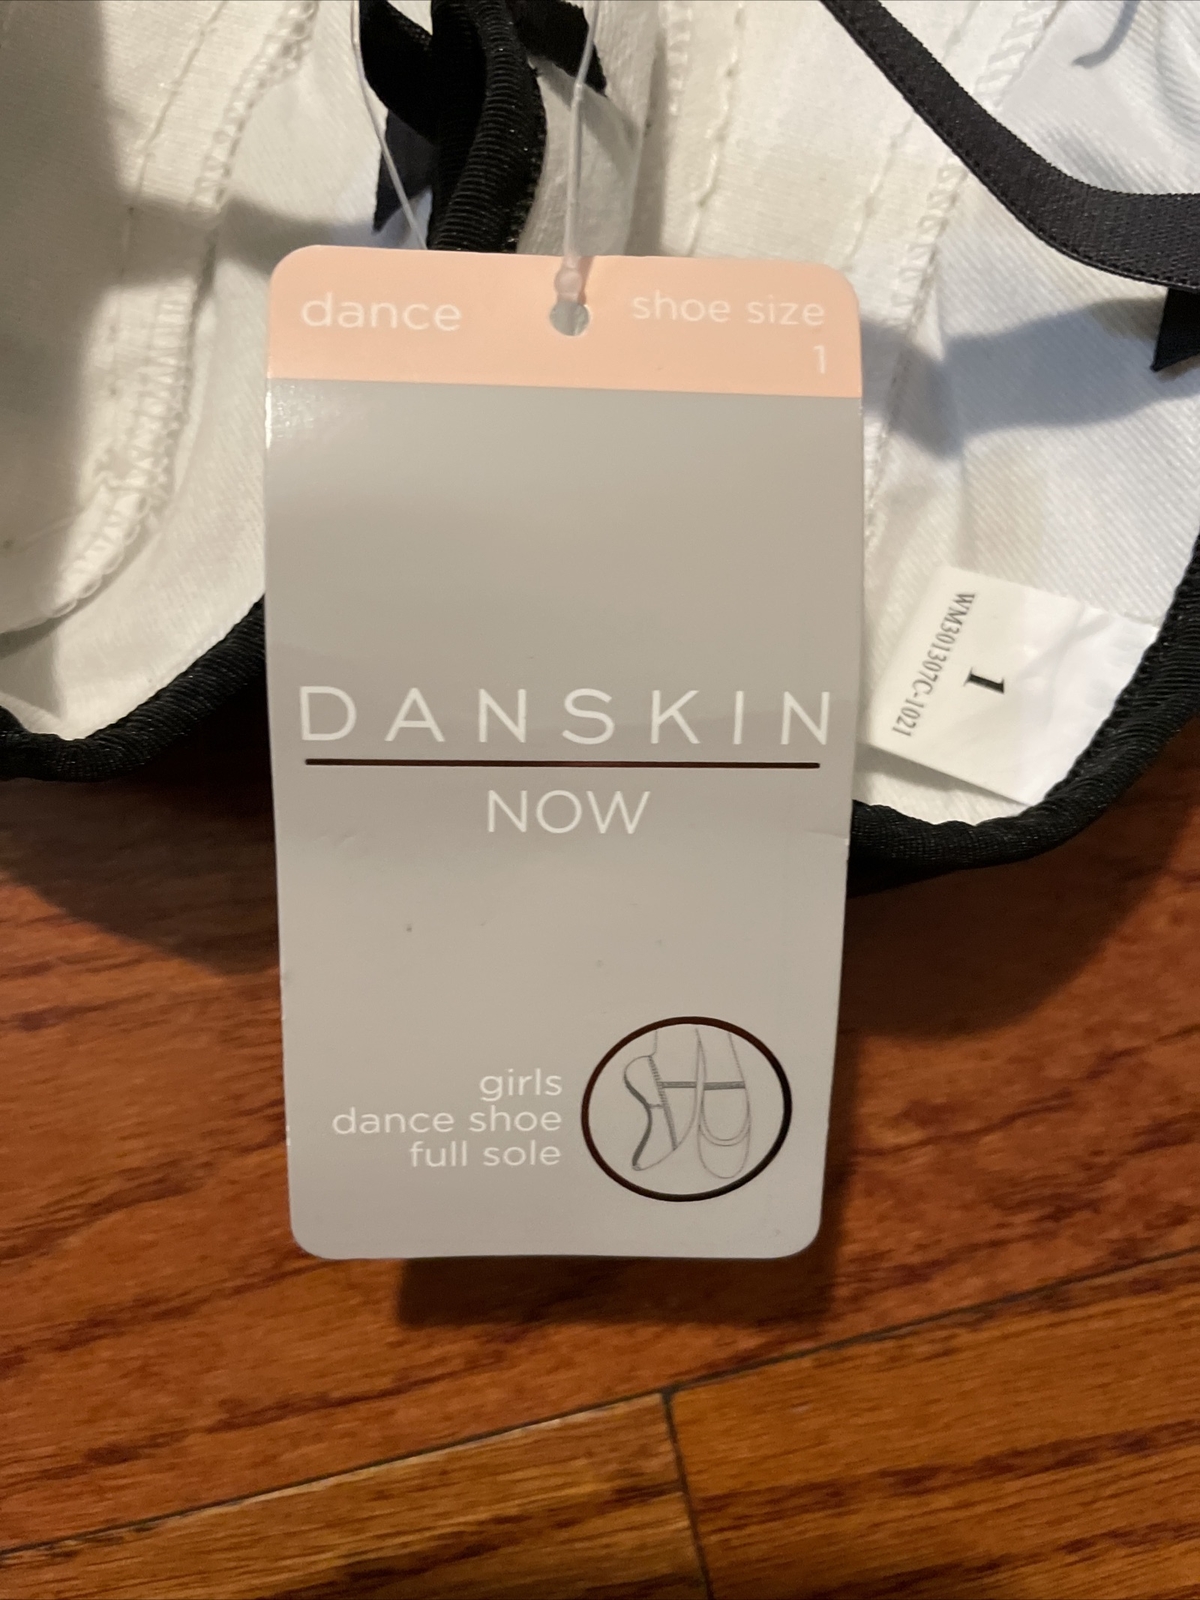 dance
shoe size
1
DANSKIN
NOW
girls
dance shoe
full sole
1
WM301307C-1021